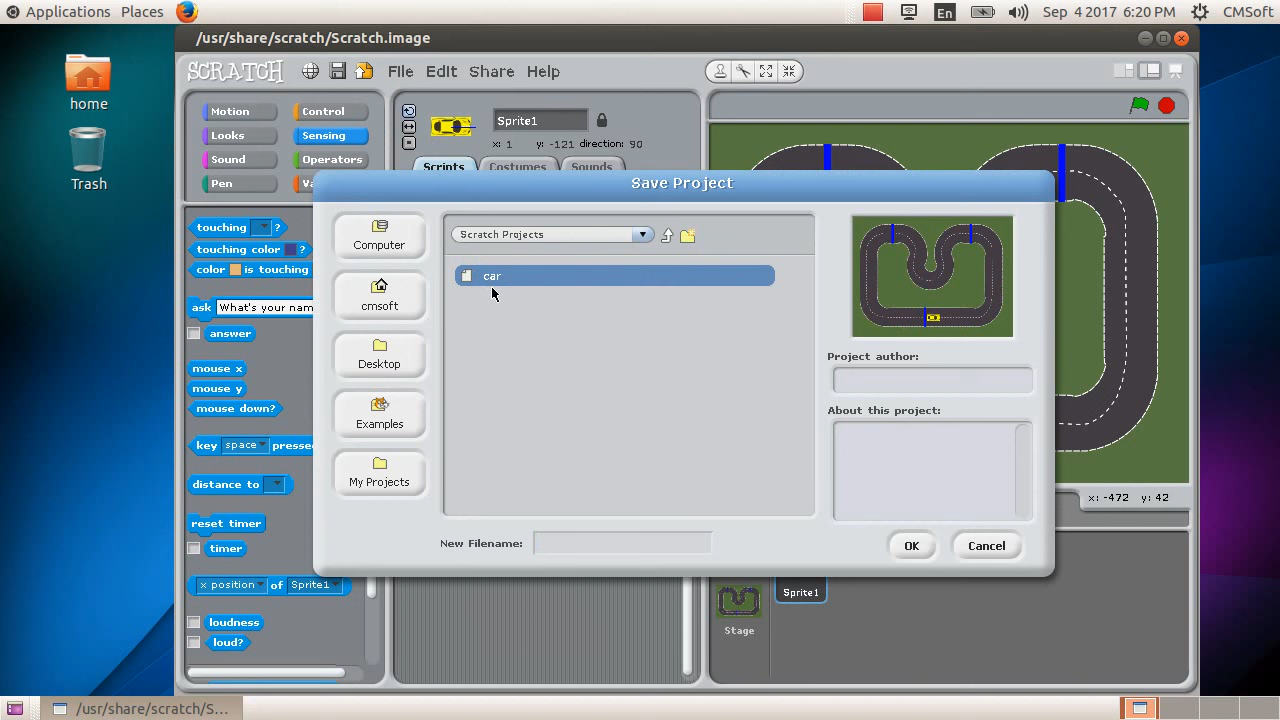 Applications Places
En
Sep 4 2017 6:20 PM
CMSoft
home
Trash
/usr/share/scratch/Scratch.image
SCRATCH
File Edit Share Help
Motion
Control
Looks
Sensing
Sound
Operators
Pen
Va
Sprite1
x: 1 y: -121 direction: 90
Scripts
Costumes
Sounds
touching ?
touching color ?
color is touching
ask What's your nam
answer
mouse x
mouse y
mouse down?
key space presse
distance to
reset timer
timer
x position of Sprite1
loudness
loud?
Save Project
Computer
cmsoft
Desktop
Examples
My Projects
Scratch Projects
car
New Filename:
Project author:
About this project:
OK
Cancel
x: -472 y: 42
Sprite1
Stage
/usr/share/scratch/S...